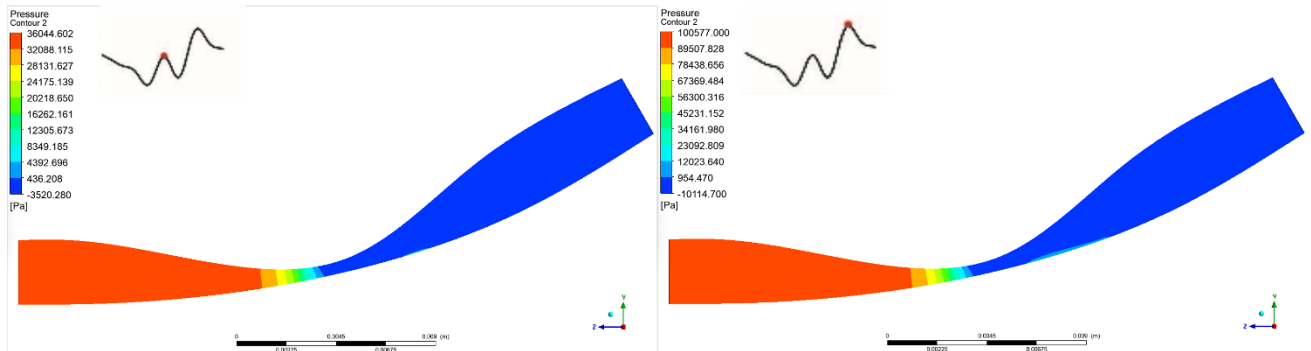 Pressure
Contour 2
36044.602
32088.115
28131.627
24175.139
20218.650
16262.161
12305.673
8349.185
4392.696
436.208
-3520.280
[Pa]
Y
Z
0 0.0045 0.009 (m)
0.00225 0.00675
Pressure
Contour 2
100577.000
89507.828
78438.656
67369.484
56300.316
45231.152
34161.980
23092.809
12023.640
954.470
-10114.700
[Pa]
Y
Z
0 0.0045 0.009 (m)
0.00225 0.00675